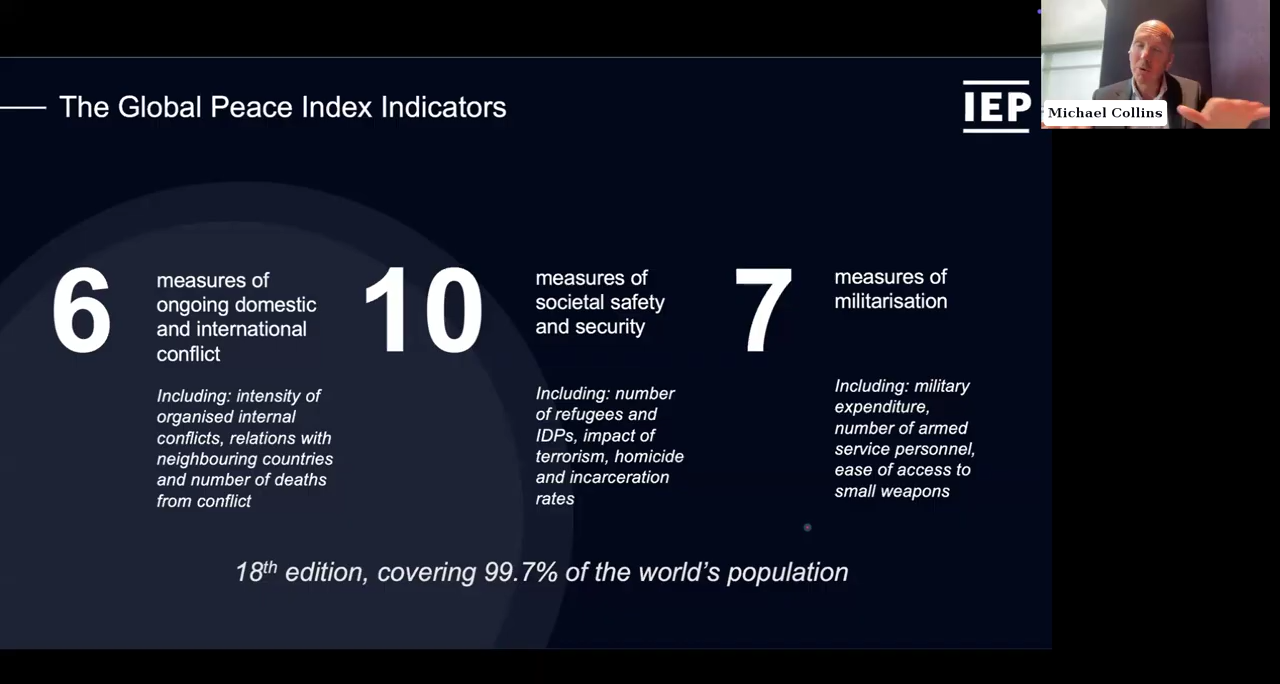 The Global Peace Index Indicators
IEP
Michael Collins
6
measures of
ongoing domestic
and international
conflict
Including: intensity of
organised internal
conflicts, relations with
neighbouring countries
and number of deaths
from conflict
10
measures of
societal safety
and security
Including: number
of refugees and
IDPs, impact of
terrorism, homicide
and incarceration
rates
7
measures of
militarisation
Including: military
expenditure,
number of armed
service personnel,
ease of access to
small weapons
18th edition, covering 99.7% of the world's population